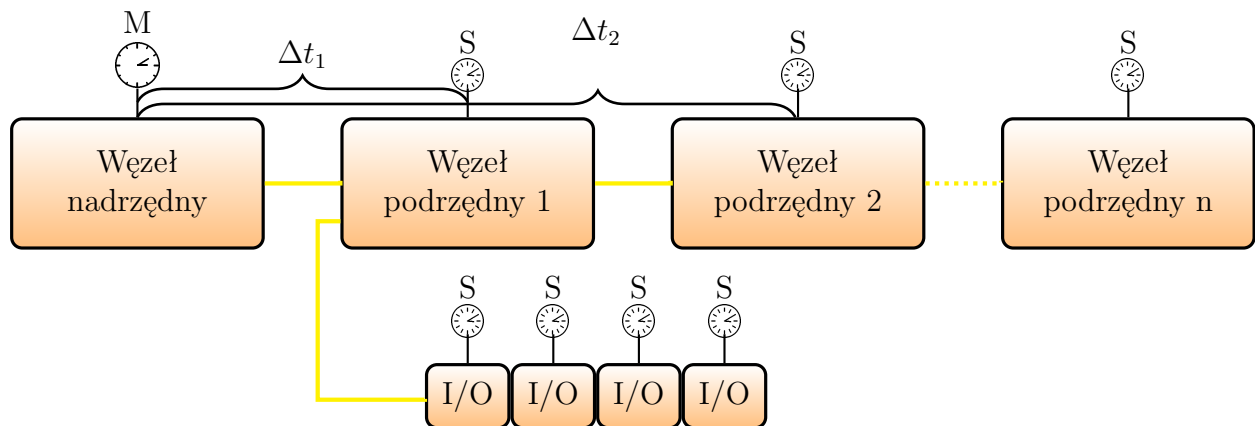 M
Δt₁
S
Δt₂
S
S
Węzeł
nadrzędny
Węzeł
podrzędny 1
Węzeł
podrzędny 2
Węzeł
podrzędny n
S
S
S
S
I/O
I/O
I/O
I/O